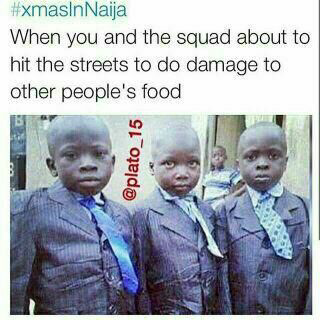 #xmasInNaija
When you and the squad about to
hit the streets to do damage to
other people's food
@plato_15